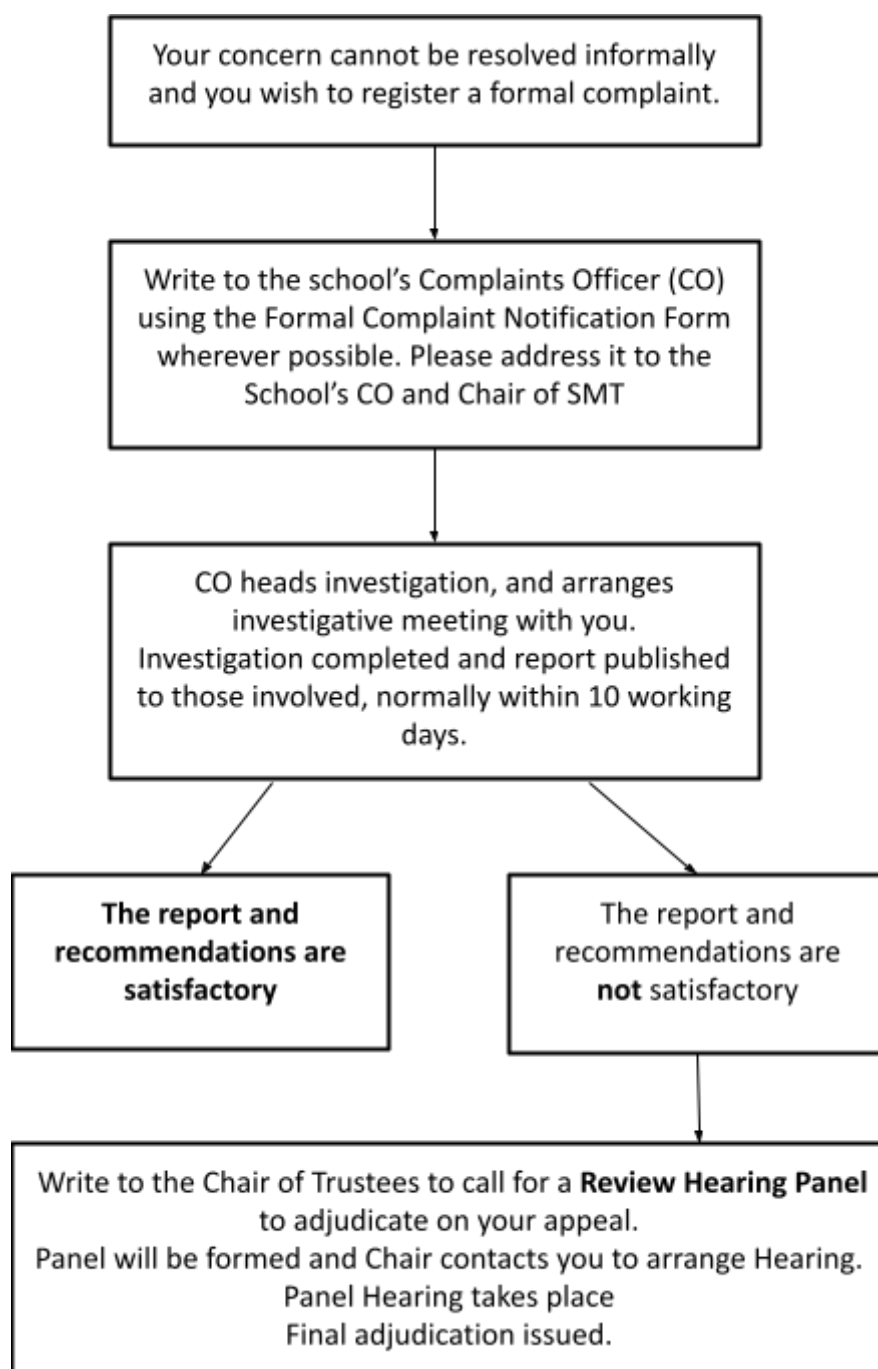 Your concern cannot be resolved informally
and you wish to register a formal complaint.
Write to the school’s Complaints Officer (CO)
using the Formal Complaint Notification Form
wherever possible. Please address it to the
School’s CO and Chair of SMT
CO heads investigation, and arranges
investigative meeting with you.
Investigation completed and report published
to those involved, normally within 10 working
days.
The report and
recommendations are
satisfactory
The report and
recommendations are
not satisfactory
Write to the Chair of Trustees to call for a Review Hearing Panel
to adjudicate on your appeal.
Panel will be formed and Chair contacts you to arrange Hearing.
Panel Hearing takes place
Final adjudication issued.